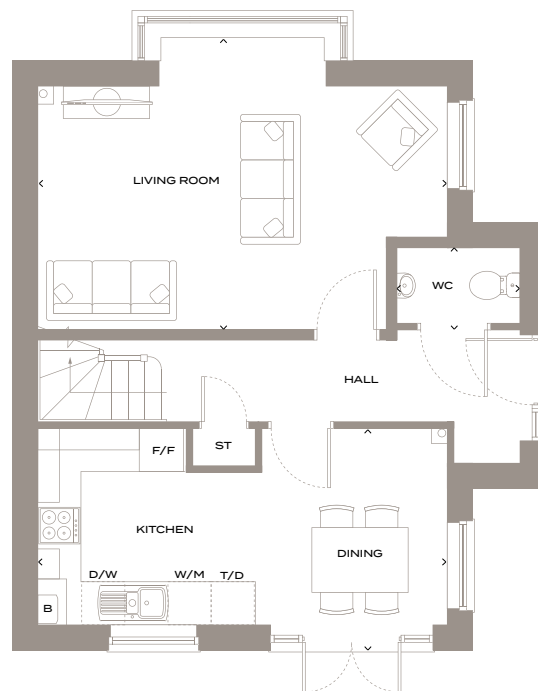 LIVING ROOM
WC
HALL
ST
F/F
KITCHEN
DINING
D/W
W/M
T/D
B